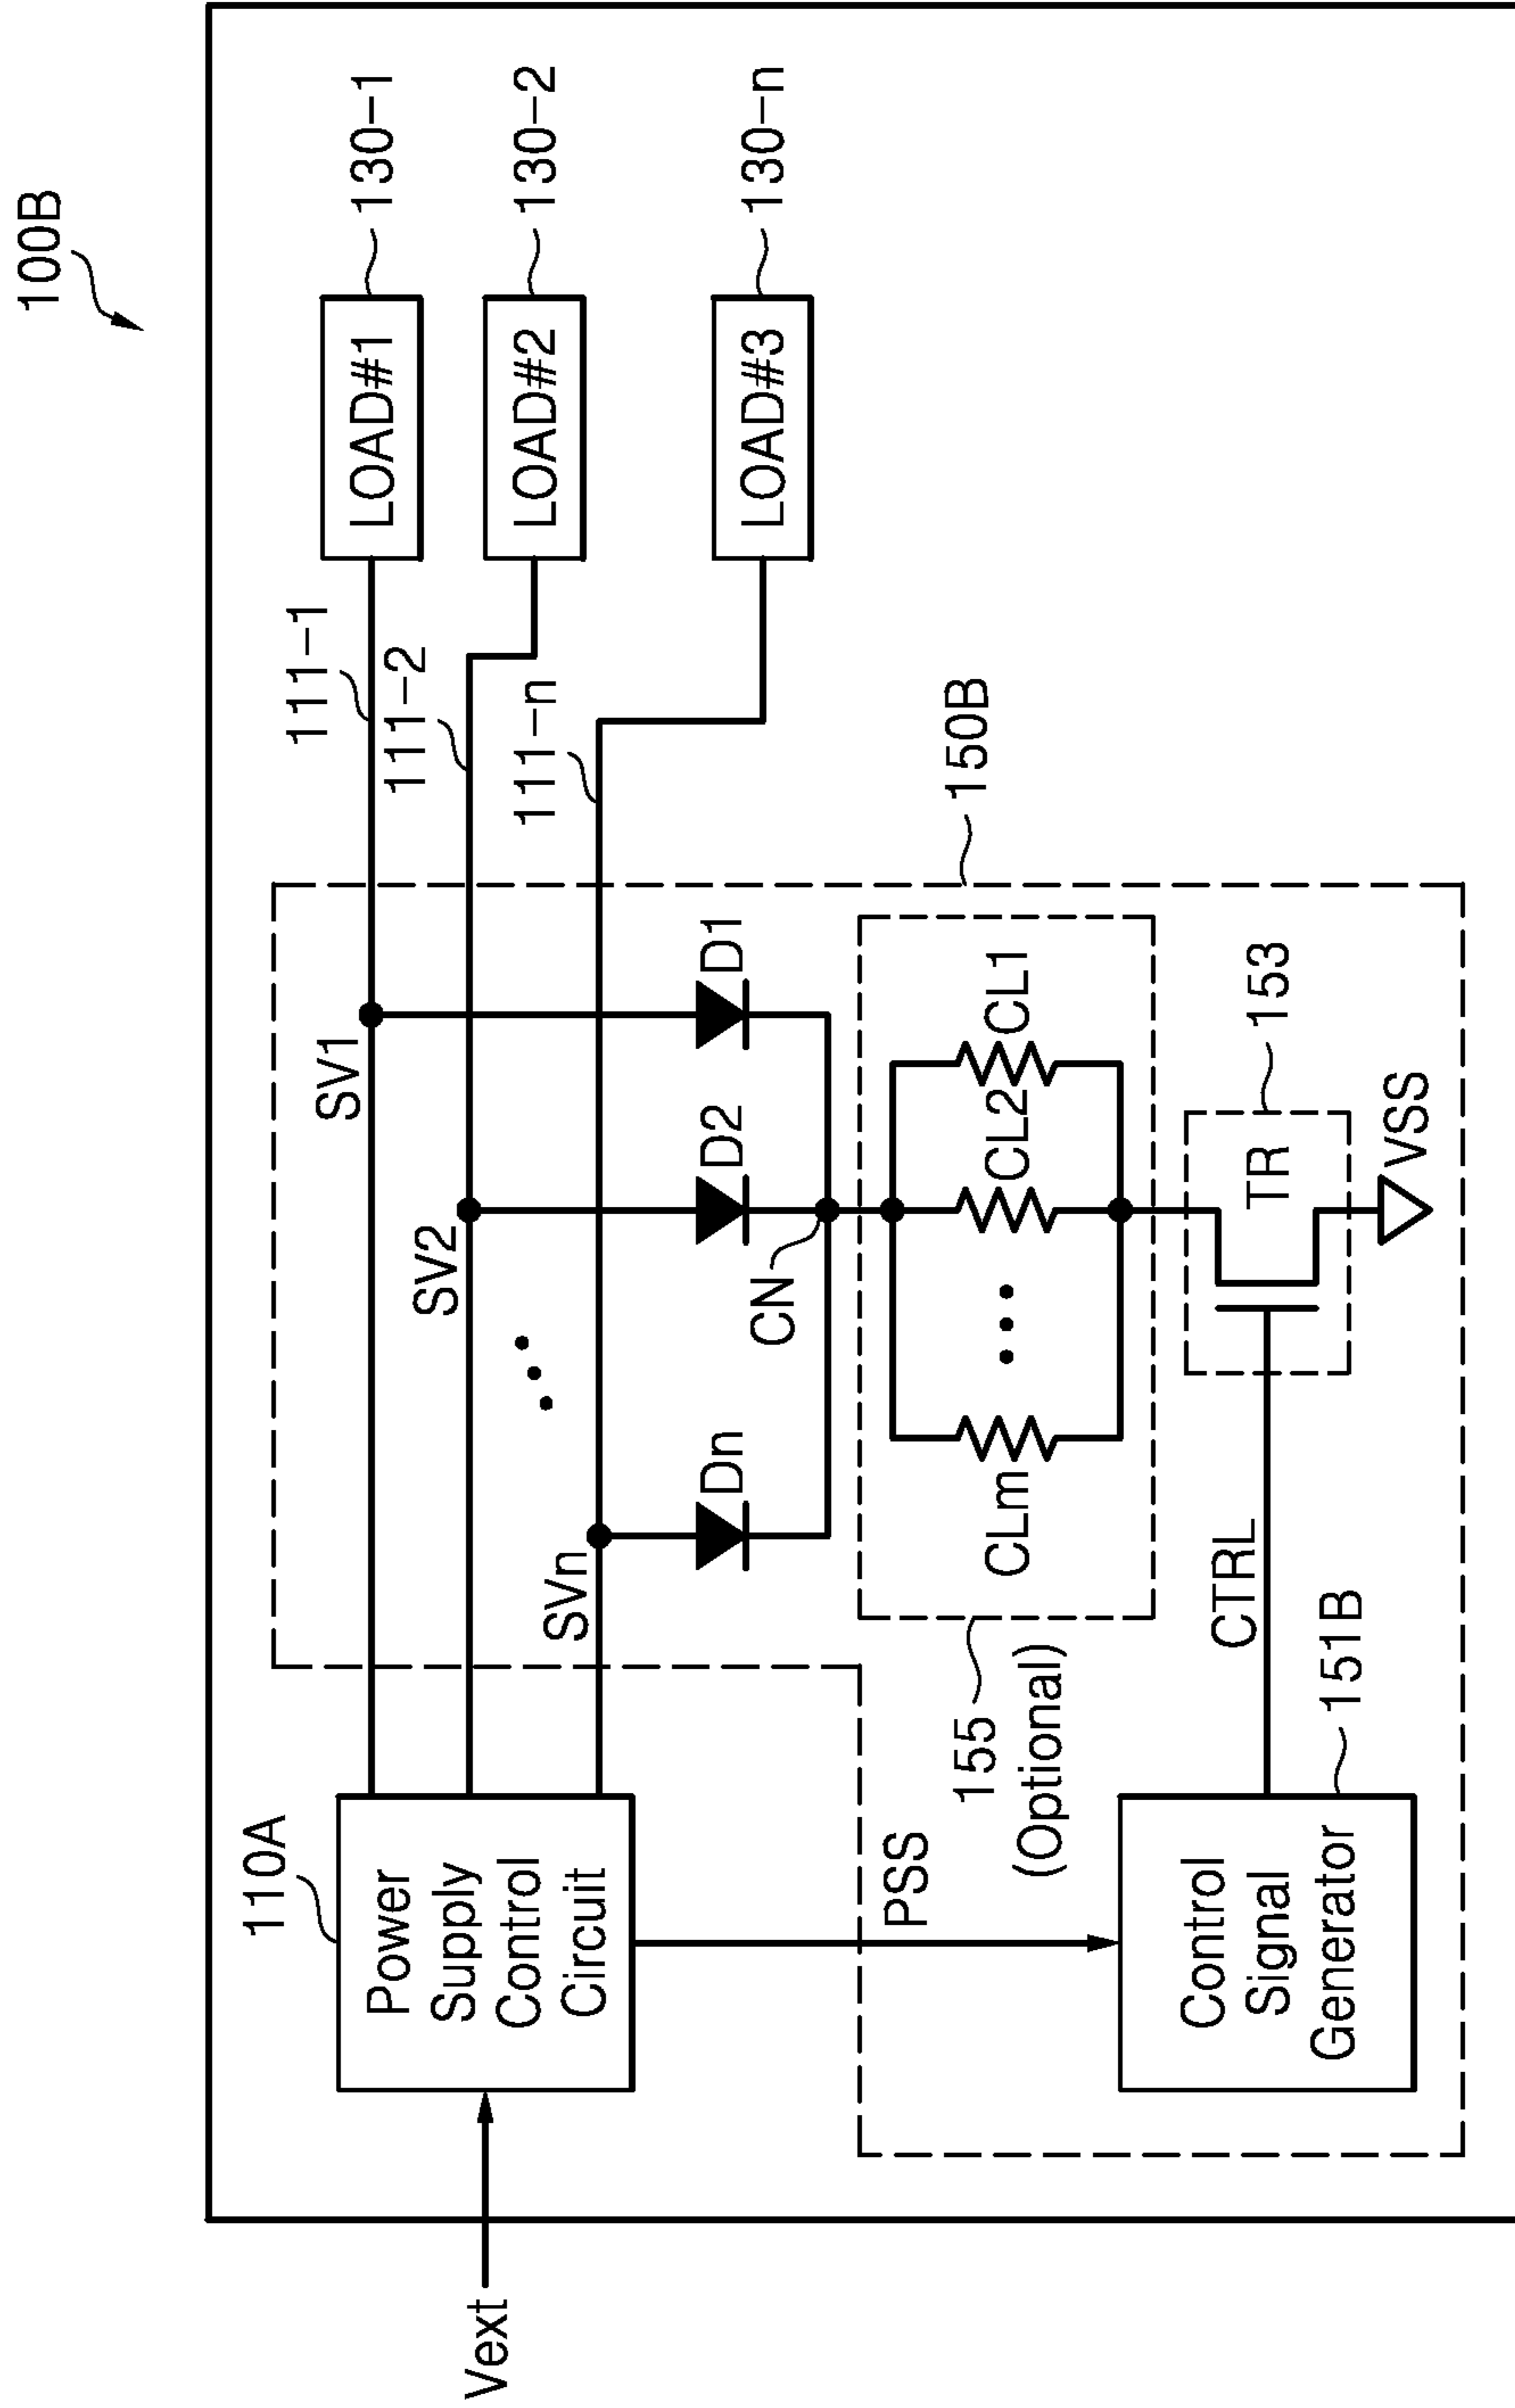 100B
110A
Power
Supply
Control
Circuit
Vext
SV1
SV2
SVn
111-1
111-2
111-n
LOAD#1
130-1
LOAD#2
130-2
LOAD#3
130-n
Dn
D2
D1
CN
150B
PSS
155
(Optional)
CLm
CL2
CL1
Control
Signal
Generator
151B
CTRL
TR
153
VSS